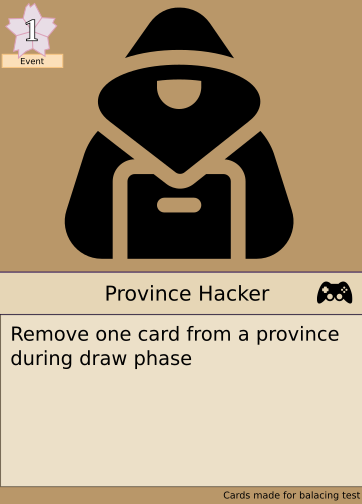 1
Event
Province Hacker
Remove one card from a province
during draw phase
Cards made for balacing test